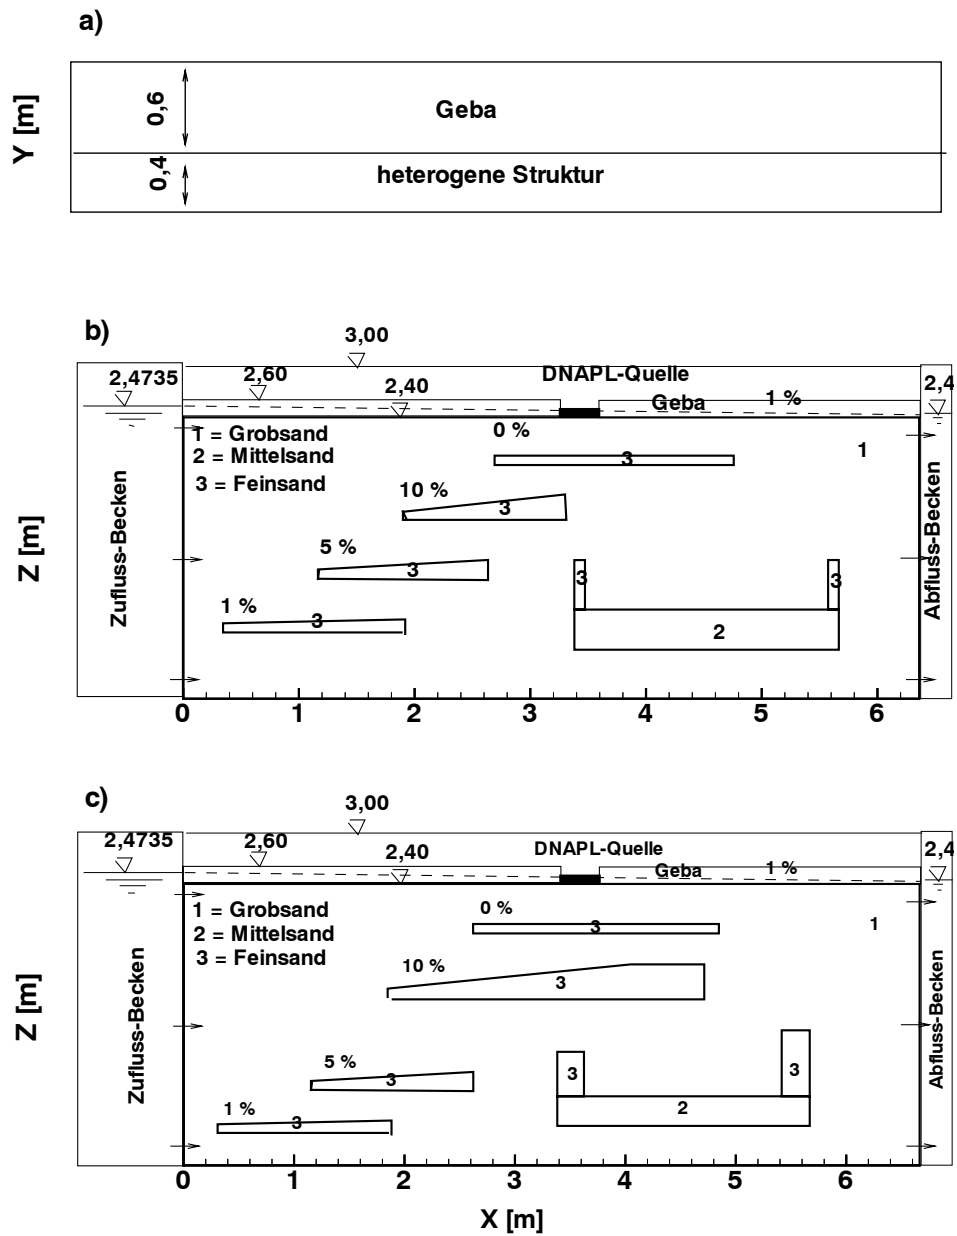 a)
Y [m]
0,6
Geba
0,4
heterogene Struktur
b)
3,00
2,4735
2,60
2,40
DNAPL-Quelle
Geba
1 %
2,4
1 = Grobsand
2 = Mittelsand
3 = Feinsand
0 %
3
1
10 %
3
5 %
3
1 %
3
3
3
2
Zufluss-Becken
Abfluss-Becken
Z [m]
0 1 2 3 4 5 6
c)
3,00
2,4735
2,60
2,40
DNAPL-Quelle
Geba
1 %
2,4
1 = Grobsand
2 = Mittelsand
3 = Feinsand
0 %
3
1
10 %
3
5 %
3
1 %
3
3
3
2
Zufluss-Becken
Abfluss-Becken
Z [m]
0 1 2 3 4 5 6
X [m]